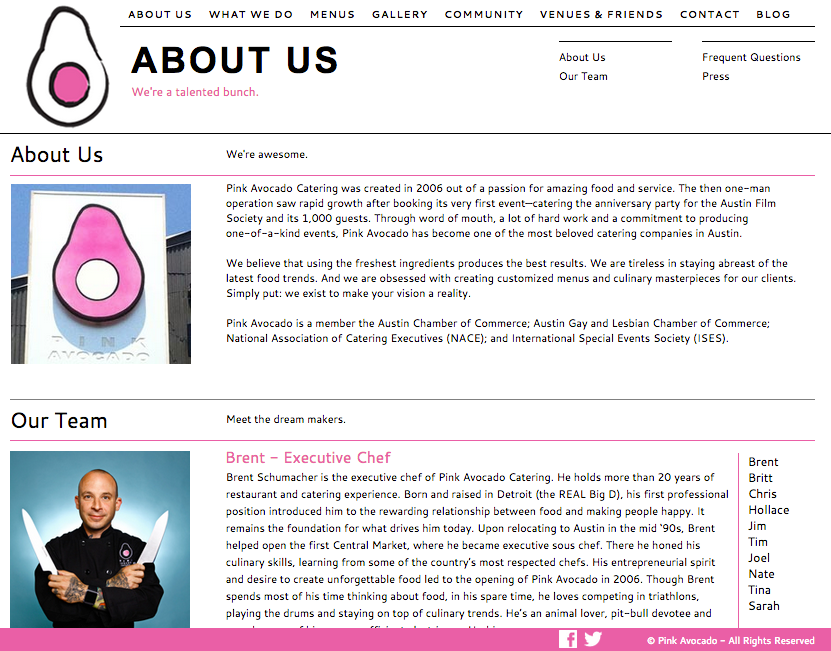 ABOUT US WHAT WE DO MENUS GALLERY COMMUNITY VENUES & FRIENDS CONTACT BLOG
ABOUT US
We're a talented bunch.
About Us
Our Team
Frequent Questions
Press
About Us
We're awesome.
PINK
AVOCADO
Pink Avocado Catering was created in 2006 out of a passion for amazing food and service. The then one-man
operation saw rapid growth after booking its very first event—catering the anniversary party for the Austin Film
Society and its 1,000 guests. Through word of mouth, a lot of hard work and a commitment to producing
one-of-a-kind events, Pink Avocado has become one of the most beloved catering companies in Austin.
We believe that using the freshest ingredients produces the best results. We are tireless in staying abreast of the
latest food trends. And we are obsessed with creating customized menus and culinary masterpieces for our clients.
Simply put: we exist to make your vision a reality.
Pink Avocado is a member the Austin Chamber of Commerce; Austin Gay and Lesbian Chamber of Commerce;
National Association of Catering Executives (NACE); and International Special Events Society (ISES).
Our Team
Meet the dream makers.
Brent - Executive Chef
Brent Schumacher is the executive chef of Pink Avocado Catering. He holds more than 20 years of
restaurant and catering experience. Born and raised in Detroit (the REAL Big D), his first professional
position introduced him to the rewarding relationship between food and making people happy. It
remains the foundation for what drives him today. Upon relocating to Austin in the mid '90s, Brent
helped open the first Central Market, where he became executive sous chef. There he honed his
culinary skills, learning from some of the country's most respected chefs. His entrepreneurial spirit
and desire to create unforgettable food led to the opening of Pink Avocado in 2006. Though Brent
spends most of his time thinking about food, in his spare time, he loves competing in triathlons,
playing the drums and staying on top of culinary trends. He's an animal lover, pit-bull devotee and
Brent
Britt
Chris
Hollace
Jim
Tim
Joel
Nate
Tina
Sarah
© Pink Avocado - All Rights Reserved